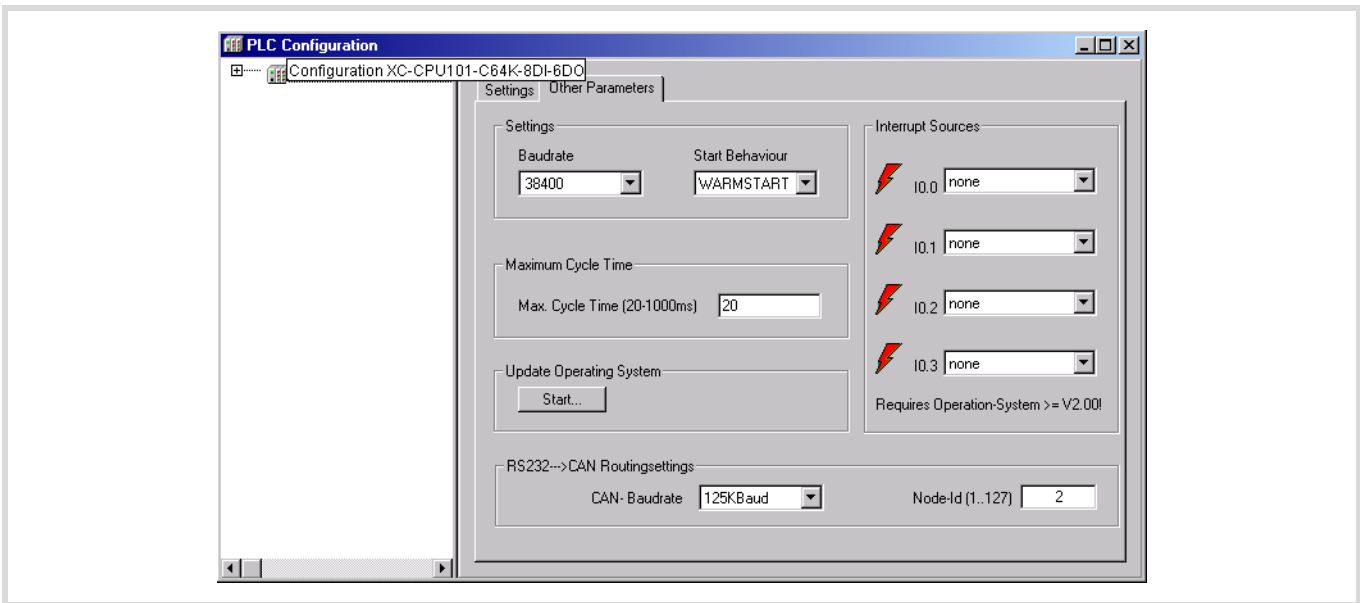 PLC Configuration
Configuration XC-CPU101-C64K-8DI-6DO
Settings Other Parameters
Settings
Baudrate Start Behaviour
38400 WARMSTART
Maximum Cycle Time
Max. Cycle Time (20-1000ms) 20
Update Operating System
Start...
Interrupt Sources
I0.0 none
I0.1 none
I0.2 none
I0.3 none
Requires Operation-System >= V2.00!
RS232--->CAN Routingsettings
CAN- Baudrate 125KBaud Node-Id (1..127) 2